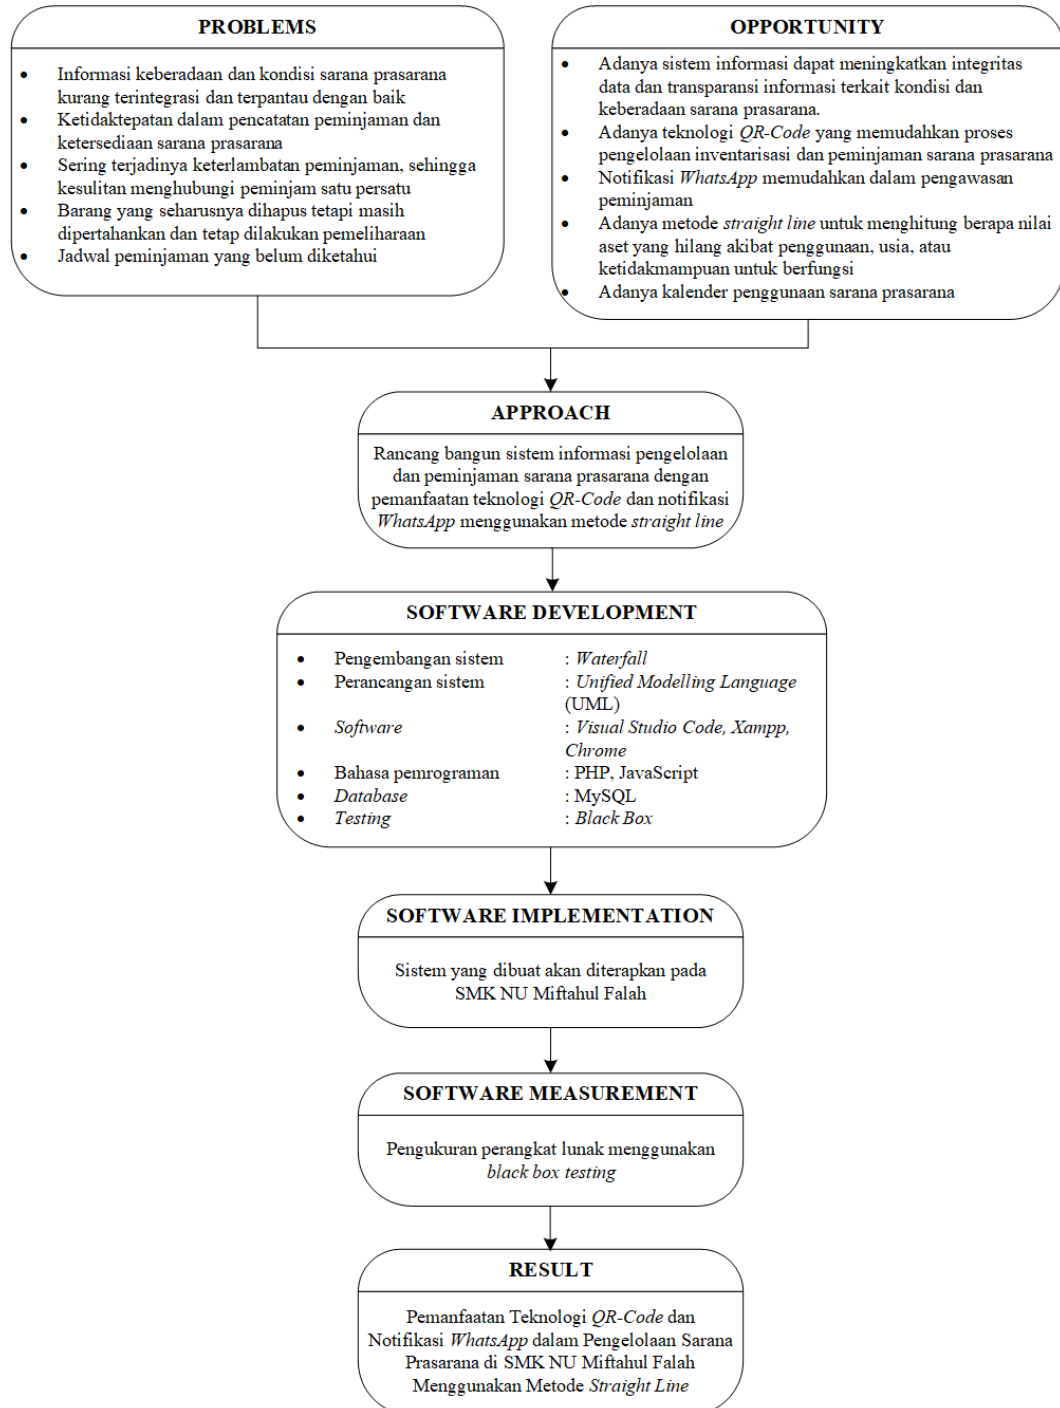 PROBLEMS
• Informasi keberadaan dan kondisi sarana prasarana
kurang terintegrasi dan terpantau dengan baik
• Ketidaktepatan dalam pencatatan peminjaman dan
ketersediaan sarana prasarana
• Sering terjadinya keterlambatan peminjaman, sehingga
kesulitan menghubungi peminjam satu persatu
• Barang yang seharusnya dihapus tetapi masih
dipertahankan dan tetap dilakukan pemeliharaan
• Jadwal peminjaman yang belum diketahui
OPPORTUNITY
• Adanya sistem informasi dapat meningkatkan integritas
data dan transparansi informasi terkait kondisi dan
keberadaan sarana prasarana.
• Adanya teknologi QR-Code yang memudahkan proses
pengelolaan inventarisasi dan peminjaman sarana prasarana
• Notifikasi WhatsApp memudahkan dalam pengawasan
peminjaman
• Adanya metode straight line untuk menghitung berapa nilai
aset yang hilang akibat penggunaan, usia, atau
ketidakmampuan untuk berfungsi
• Adanya kalender penggunaan sarana prasarana
APPROACH
Rancang bangun sistem informasi pengelolaan
dan peminjaman sarana prasarana dengan
pemanfaatan teknologi QR-Code dan notifikasi
WhatsApp menggunakan metode straight line
SOFTWARE DEVELOPMENT
• Pengembangan sistem : Waterfall
• Perancangan sistem : Unified Modelling Language
(UML)
• Software : Visual Studio Code, Xampp,
Chrome
• Bahasa pemrograman : PHP, JavaScript
• Database : MySQL
• Testing : Black Box
SOFTWARE IMPLEMENTATION
Sistem yang dibuat akan diterapkan pada
SMK NU Miftahul Falah
SOFTWARE MEASUREMENT
Pengukuran perangkat lunak menggunakan
black box testing
RESULT
Pemanfaatan Teknologi QR-Code dan
Notifikasi WhatsApp dalam Pengelolaan Sarana
Prasarana di SMK NU Miftahul Falah
Menggunakan Metode Straight Line